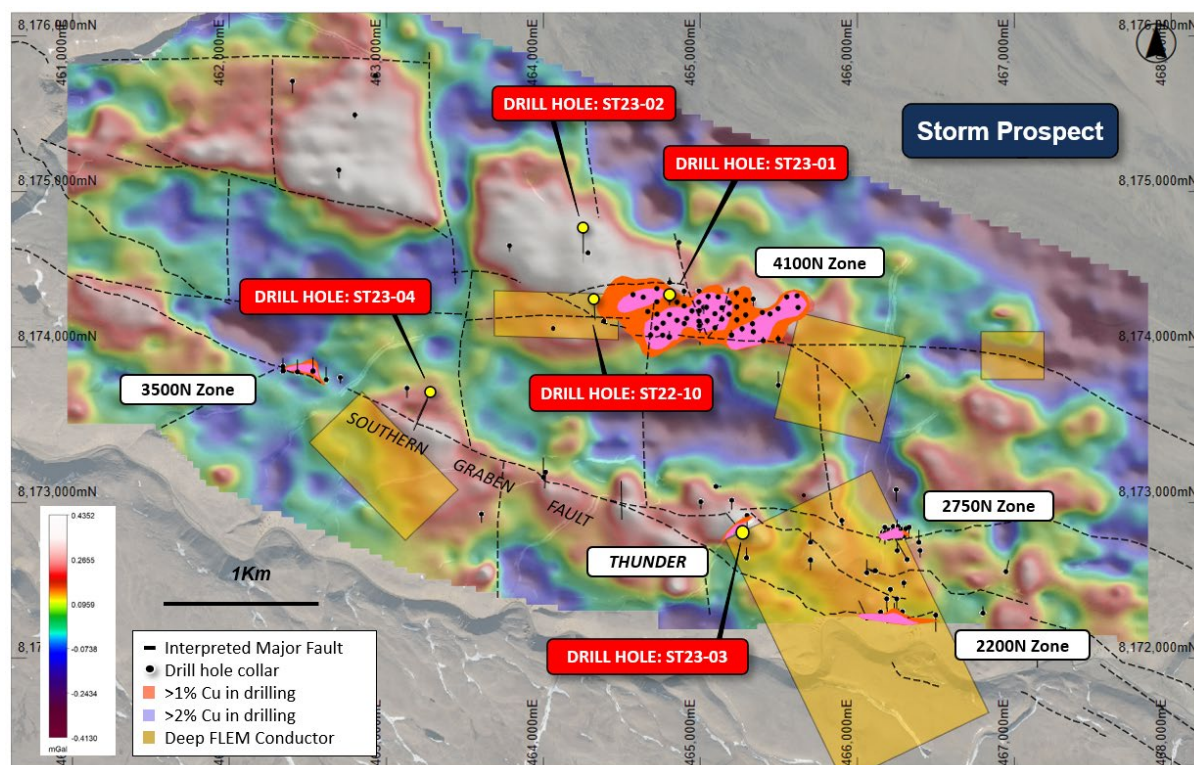 8,176,000mN
8,176,000mN
461,000mE
462,000mE
464,000mE
465,000mE
466,000mE
467,000mE
DRILL HOLE: ST23-02
Storm Prospect
DRILL HOLE: ST23-01
8,175,000mN
8,175,000mN
4100N Zone
DRILL HOLE: ST23-04
8,174,000mN
8,174,000mN
3500N Zone
DRILL HOLE: ST22-10
SOUTHERN
GRABEN
FAULT
8,173,000mN
8,173,000mN
2750N Zone
THUNDER
0.4352
0.2655
0.0959
-0.0738
-0.2434
-0.4130
mGal
1Km
2200N Zone
8,172,000mN
DRILL HOLE: ST23-03
Interpreted Major Fault
Drill hole collar
>1% Cu in drilling
>2% Cu in drilling
Deep FLEM Conductor
464,000mE
465,000mE
466,000mE
467,000mE